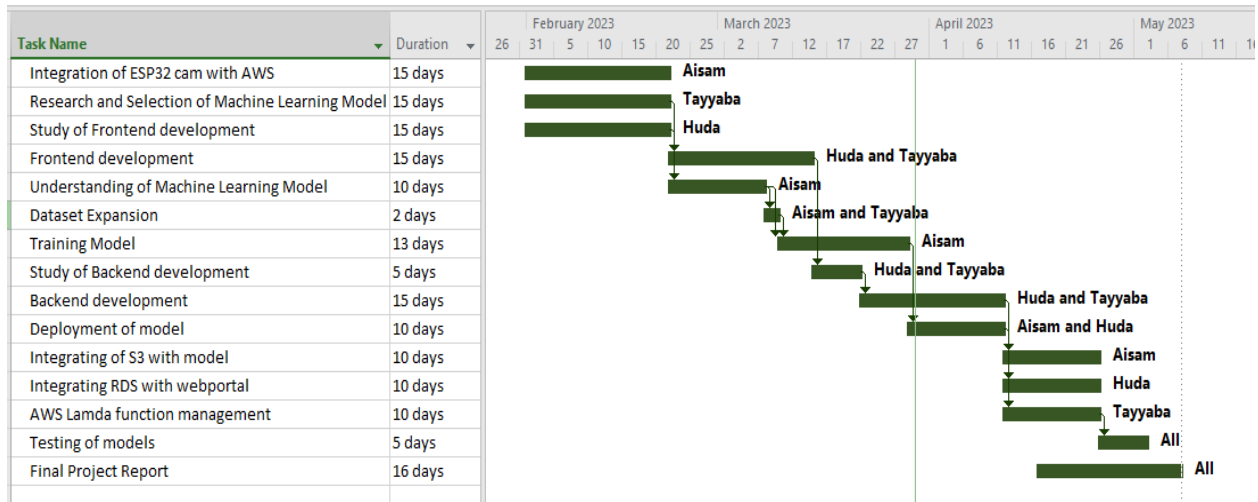 February 2023 March 2023 April 2023 May 2023
Task Name Duration 26 31 5 10 15 20 25 2 7 12 17 22 27 1 6 11 16 21 26 1 6 11 16
Integration of ESP32 cam with AWS 15 days Aisam
Research and Selection of Machine Learning Model 15 days Tayyaba
Study of Frontend development 15 days Huda
Frontend development 15 days Huda and Tayyaba
Understanding of Machine Learning Model 10 days Aisam
Dataset Expansion 2 days Aisam and Tayyaba
Training Model 13 days Aisam
Study of Backend development 5 days Huda and Tayyaba
Backend development 15 days Huda and Tayyaba
Deployment of model 10 days Aisam and Huda
Integrating of S3 with model 10 days Aisam
Integrating RDS with webportal 10 days Huda
AWS Lamda function management 10 days Tayyaba
Testing of models 5 days All
Final Project Report 16 days All